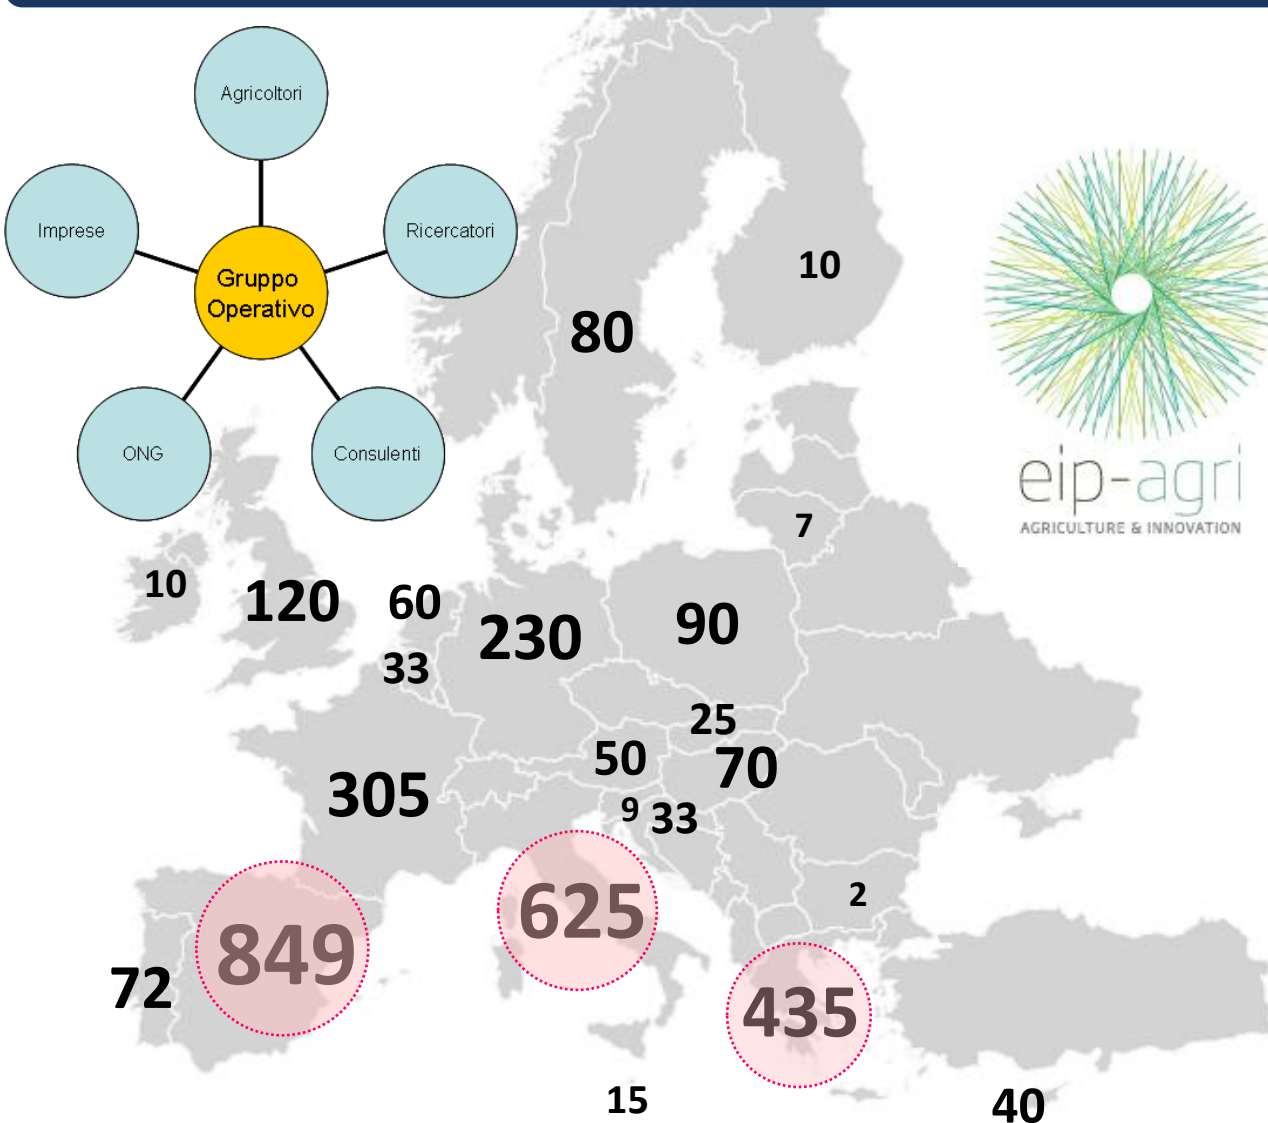 Agricoltori
Imprese
Ricercatori
Gruppo
Operativo
ONG
Consulenti
eip-agri
AGRICULTURE & INNOVATION
10
80
7
10
120
60
230
90
33
25
50
70
305
9
33
2
849
625
72
435
15
40